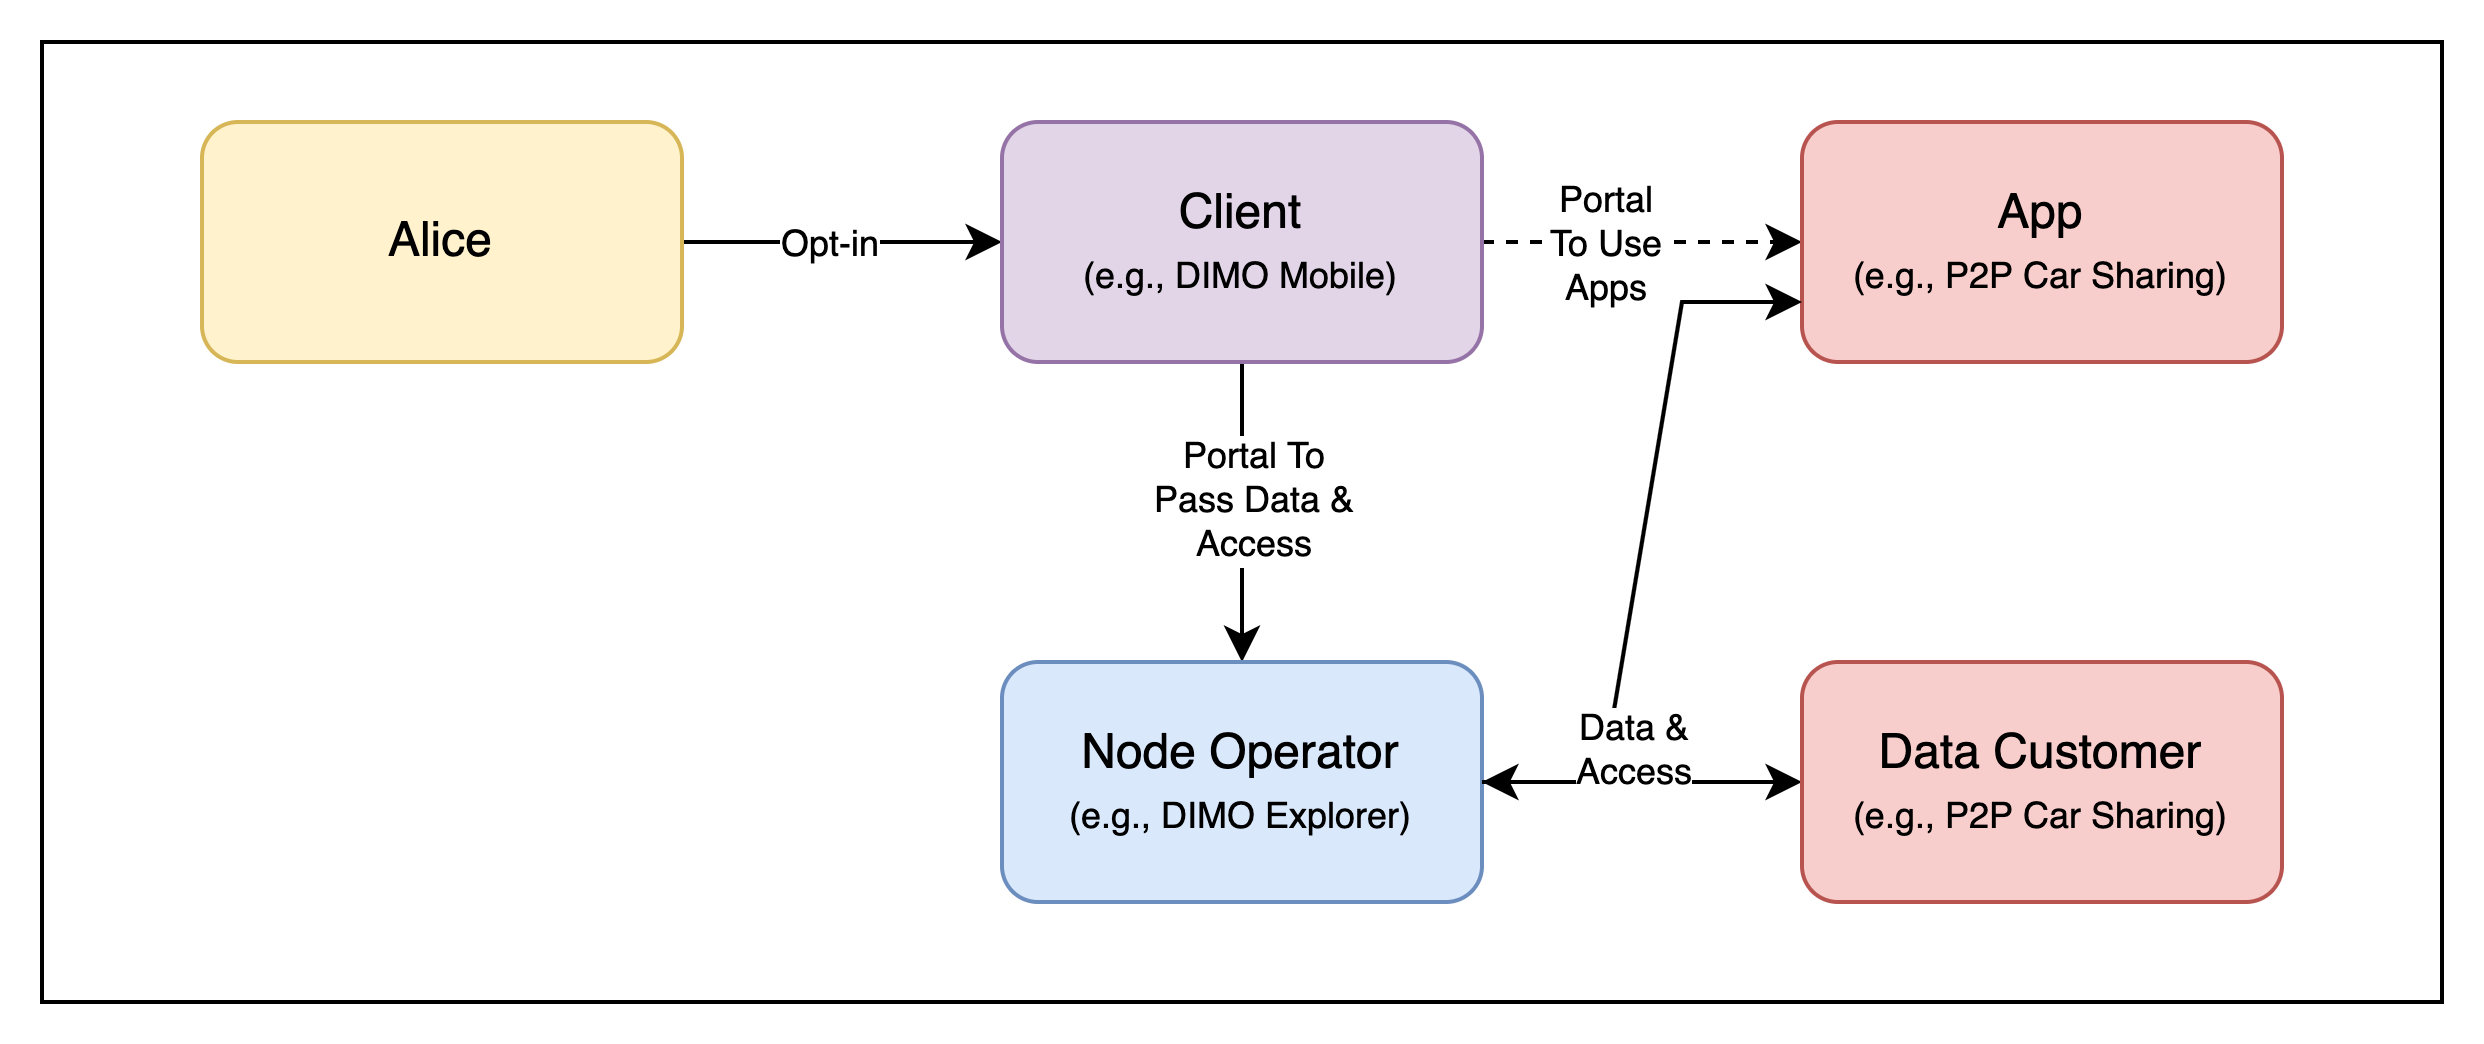 Alice
Opt-in
Client
(e.g., DIMO Mobile)
Portal
To Use
Apps
App
(e.g., P2P Car Sharing)
Portal To
Pass Data &
Access
Node Operator
(e.g., DIMO Explorer)
Data &
Access
Data Customer
(e.g., P2P Car Sharing)